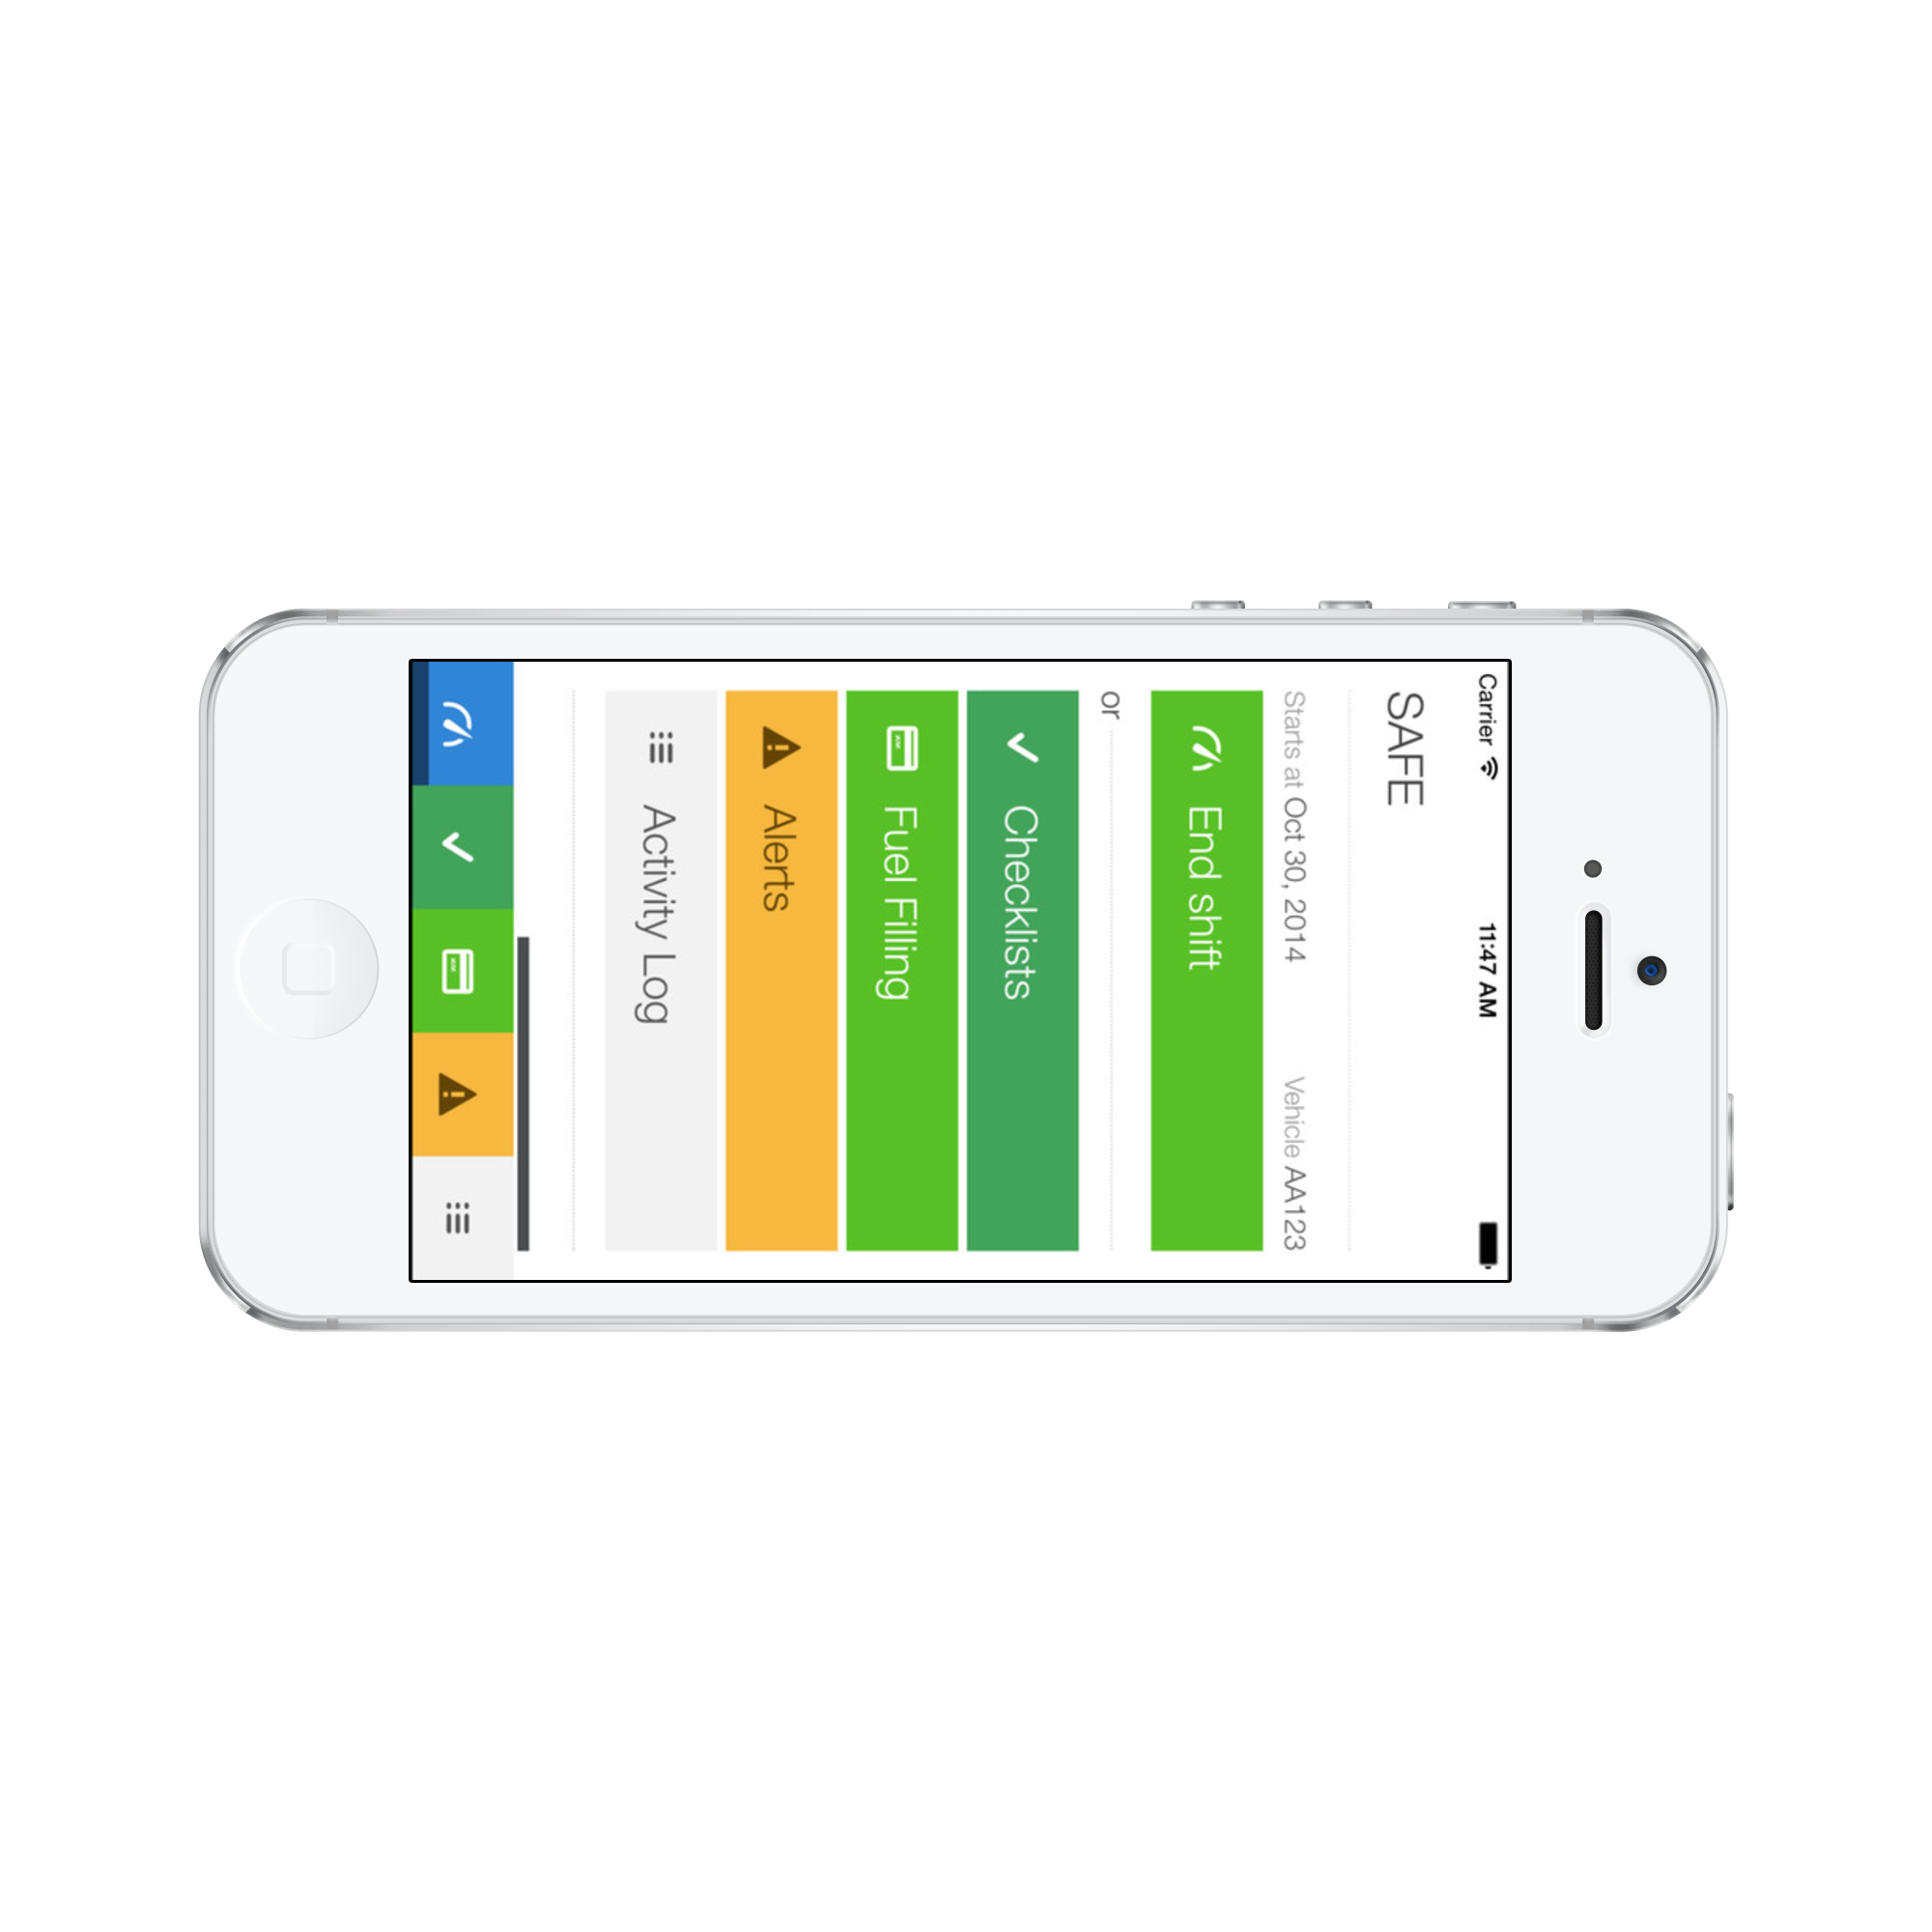 Carrier 11:47 AM
SAFE
Starts at Oct 30, 2014 Vehicle AA123
End shift
or
Checklists
Fuel Filling
Alerts
Activity Log